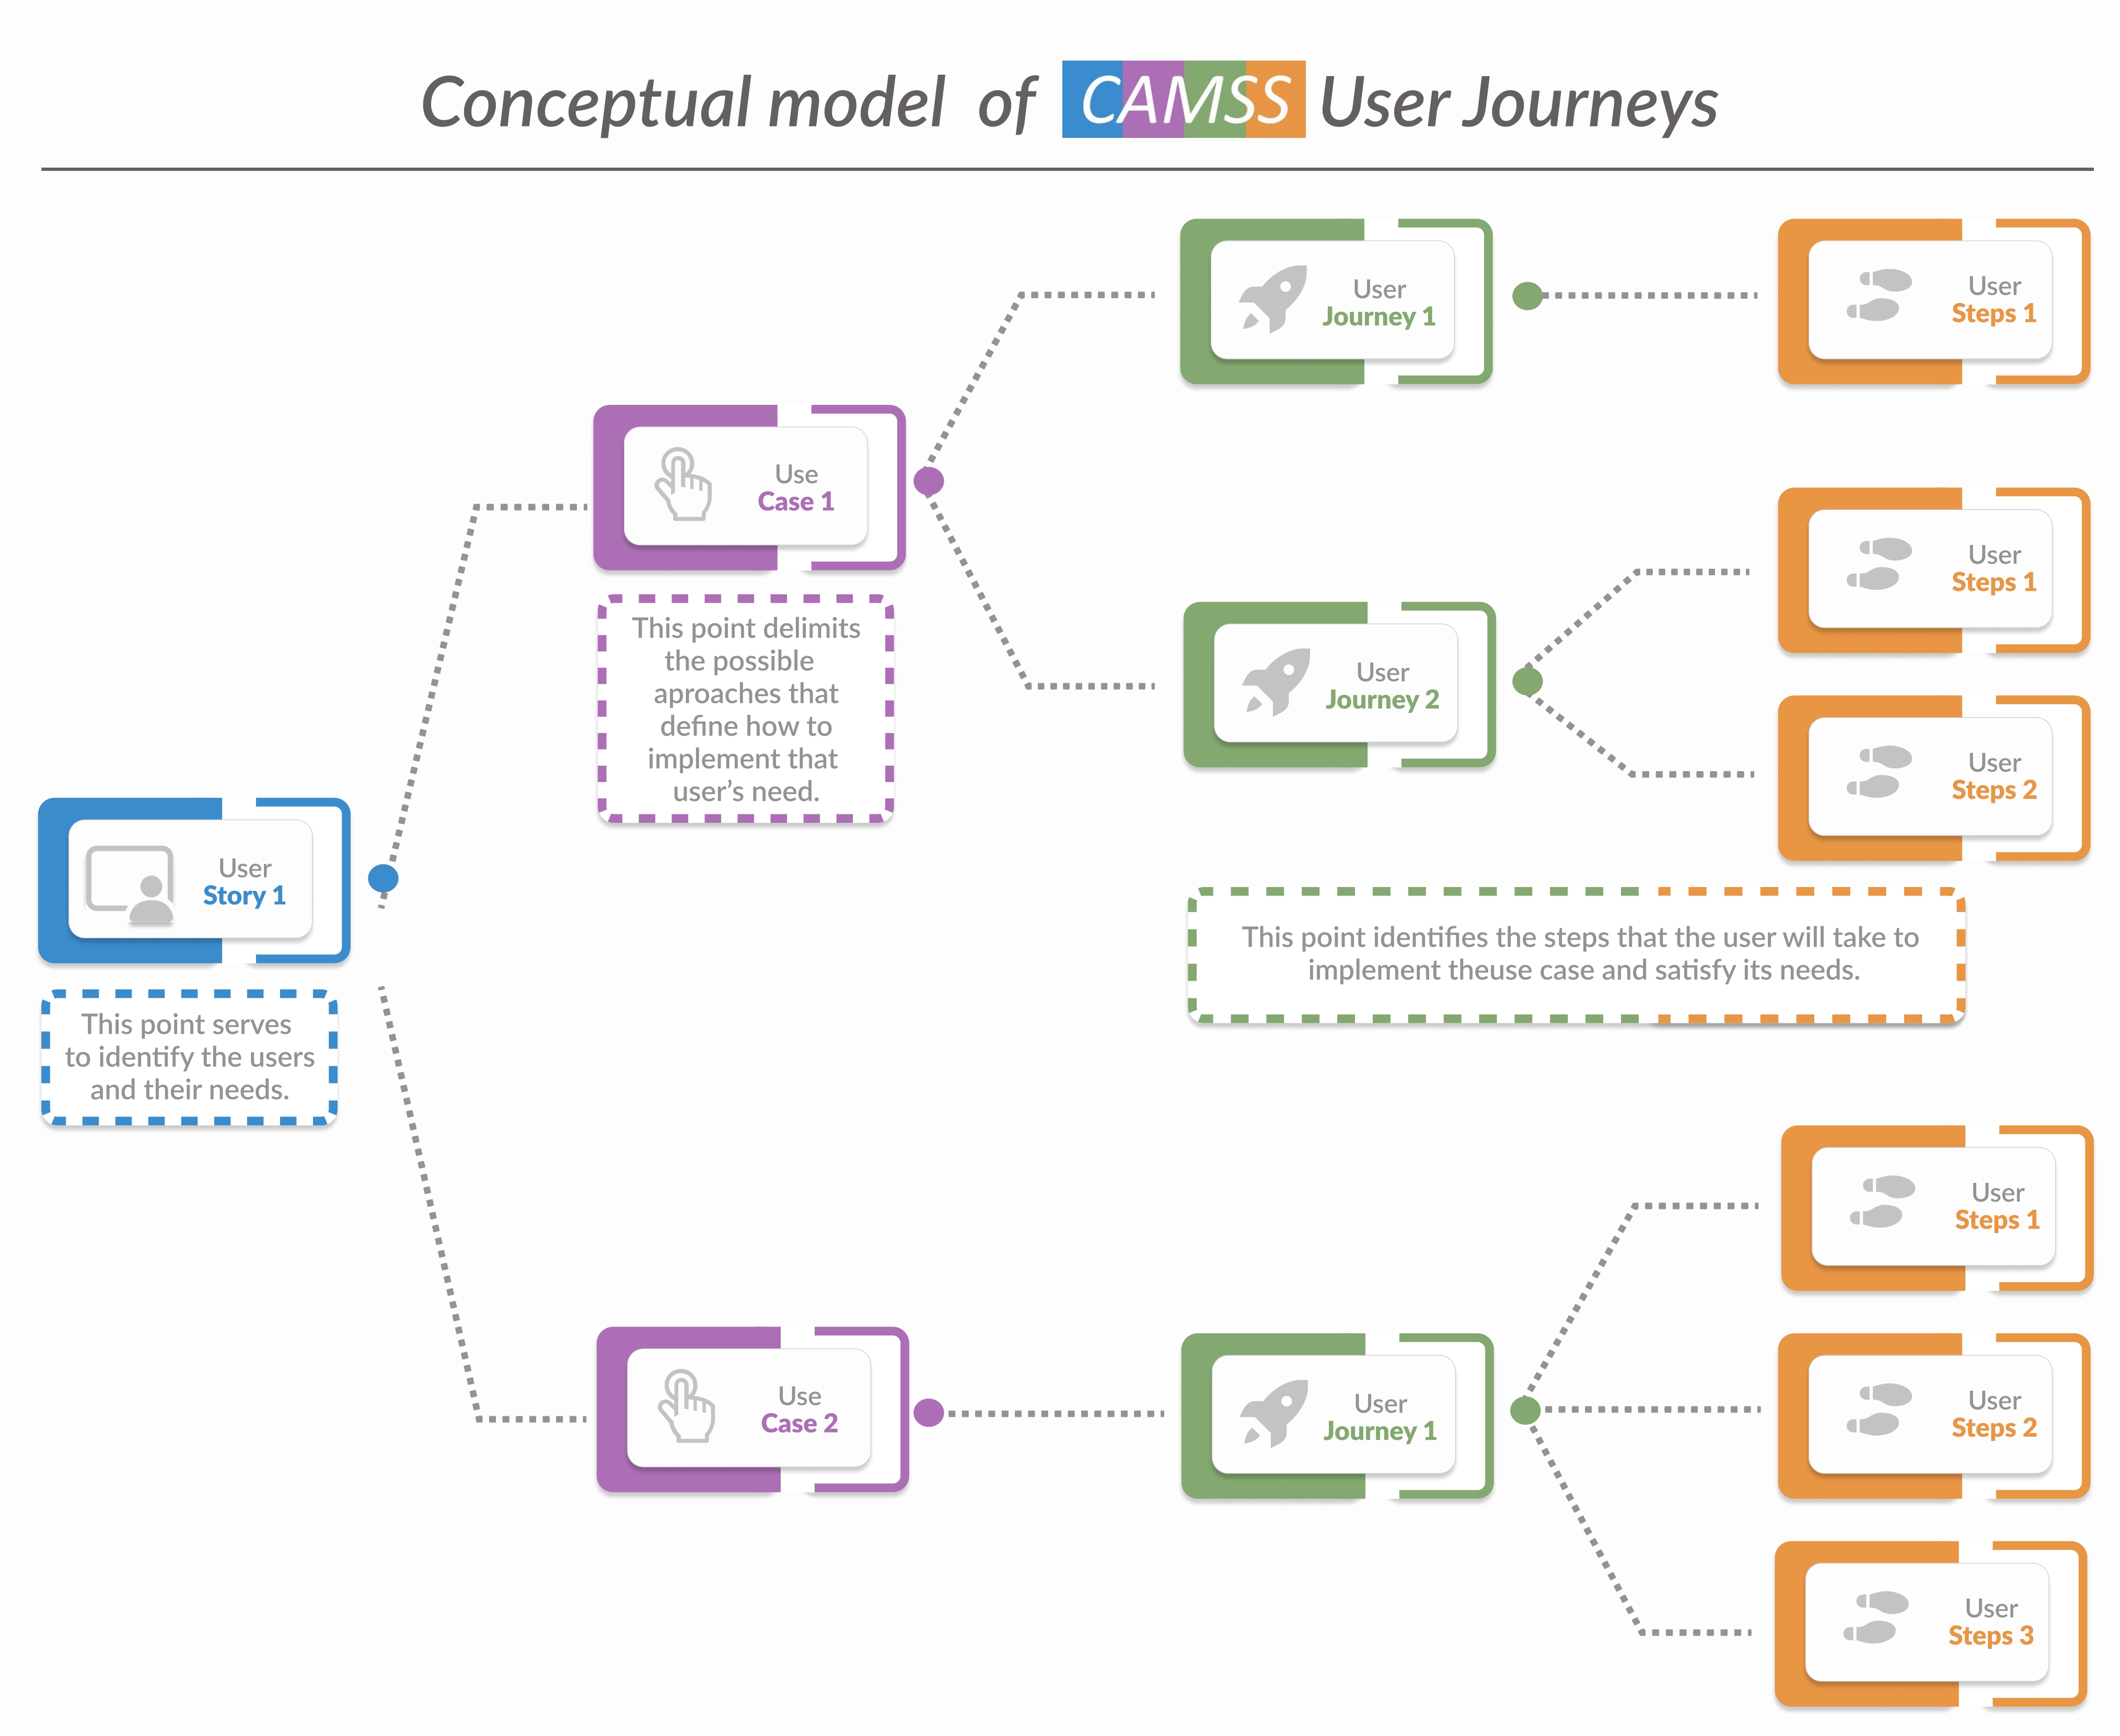 Conceptual model of CAMSS User Journeys
User
Journey 1
User
Steps 1
Use
Case 1
User
Steps 1
This point delimits
the possible
aproaches that
define how to
implement that
user’s need.
User
Journey 2
User
Steps 2
User
Story 1
This point identifies the steps that the user will take to
implement theuse case and satisfy its needs.
This point serves
to identify the users
and their needs.
User
Steps 1
Use
Case 2
User
Journey 1
User
Steps 2
User
Steps 3